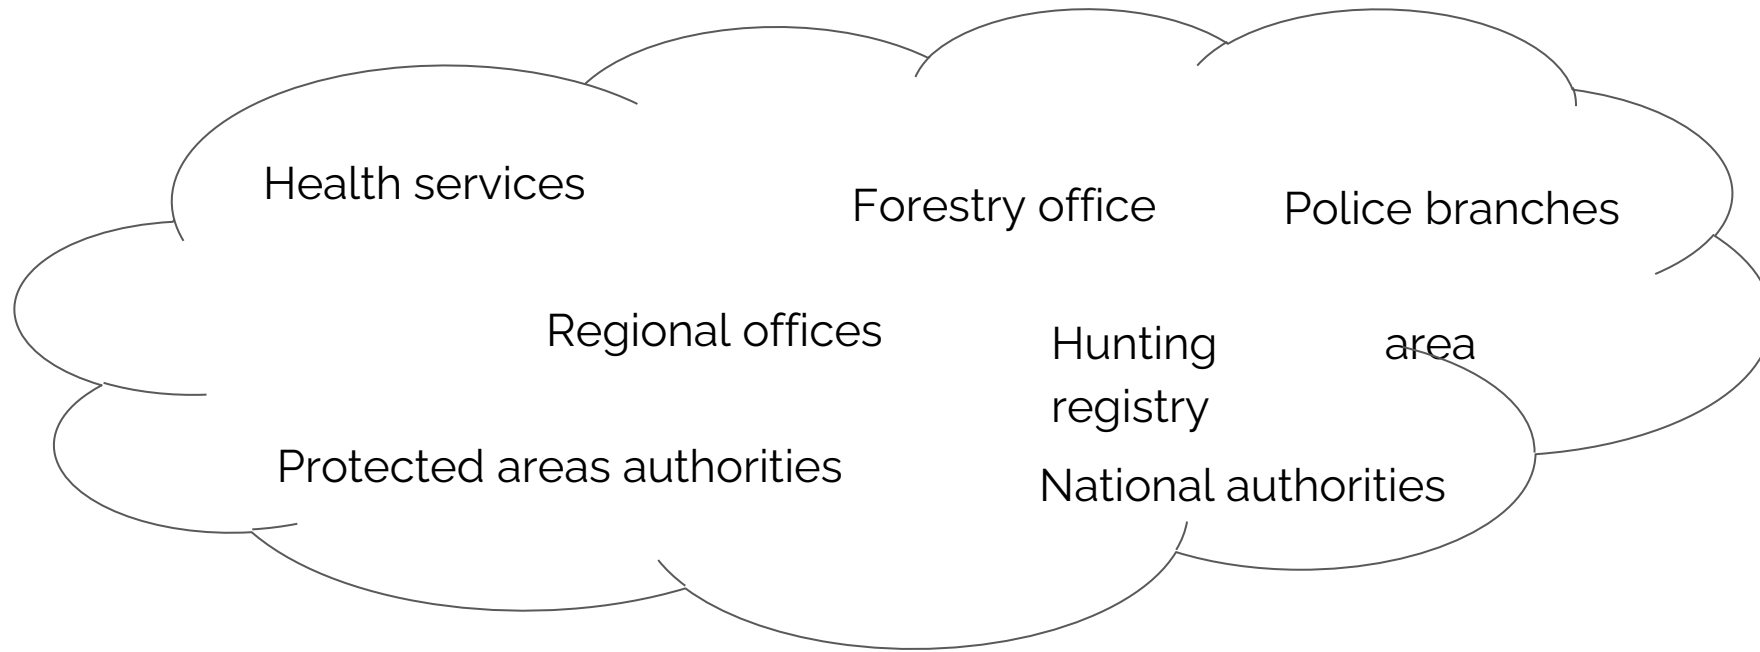 Health services
Forestry office
Police branches
Regional offices
Hunting area
registry
Protected areas authorities
National authorities